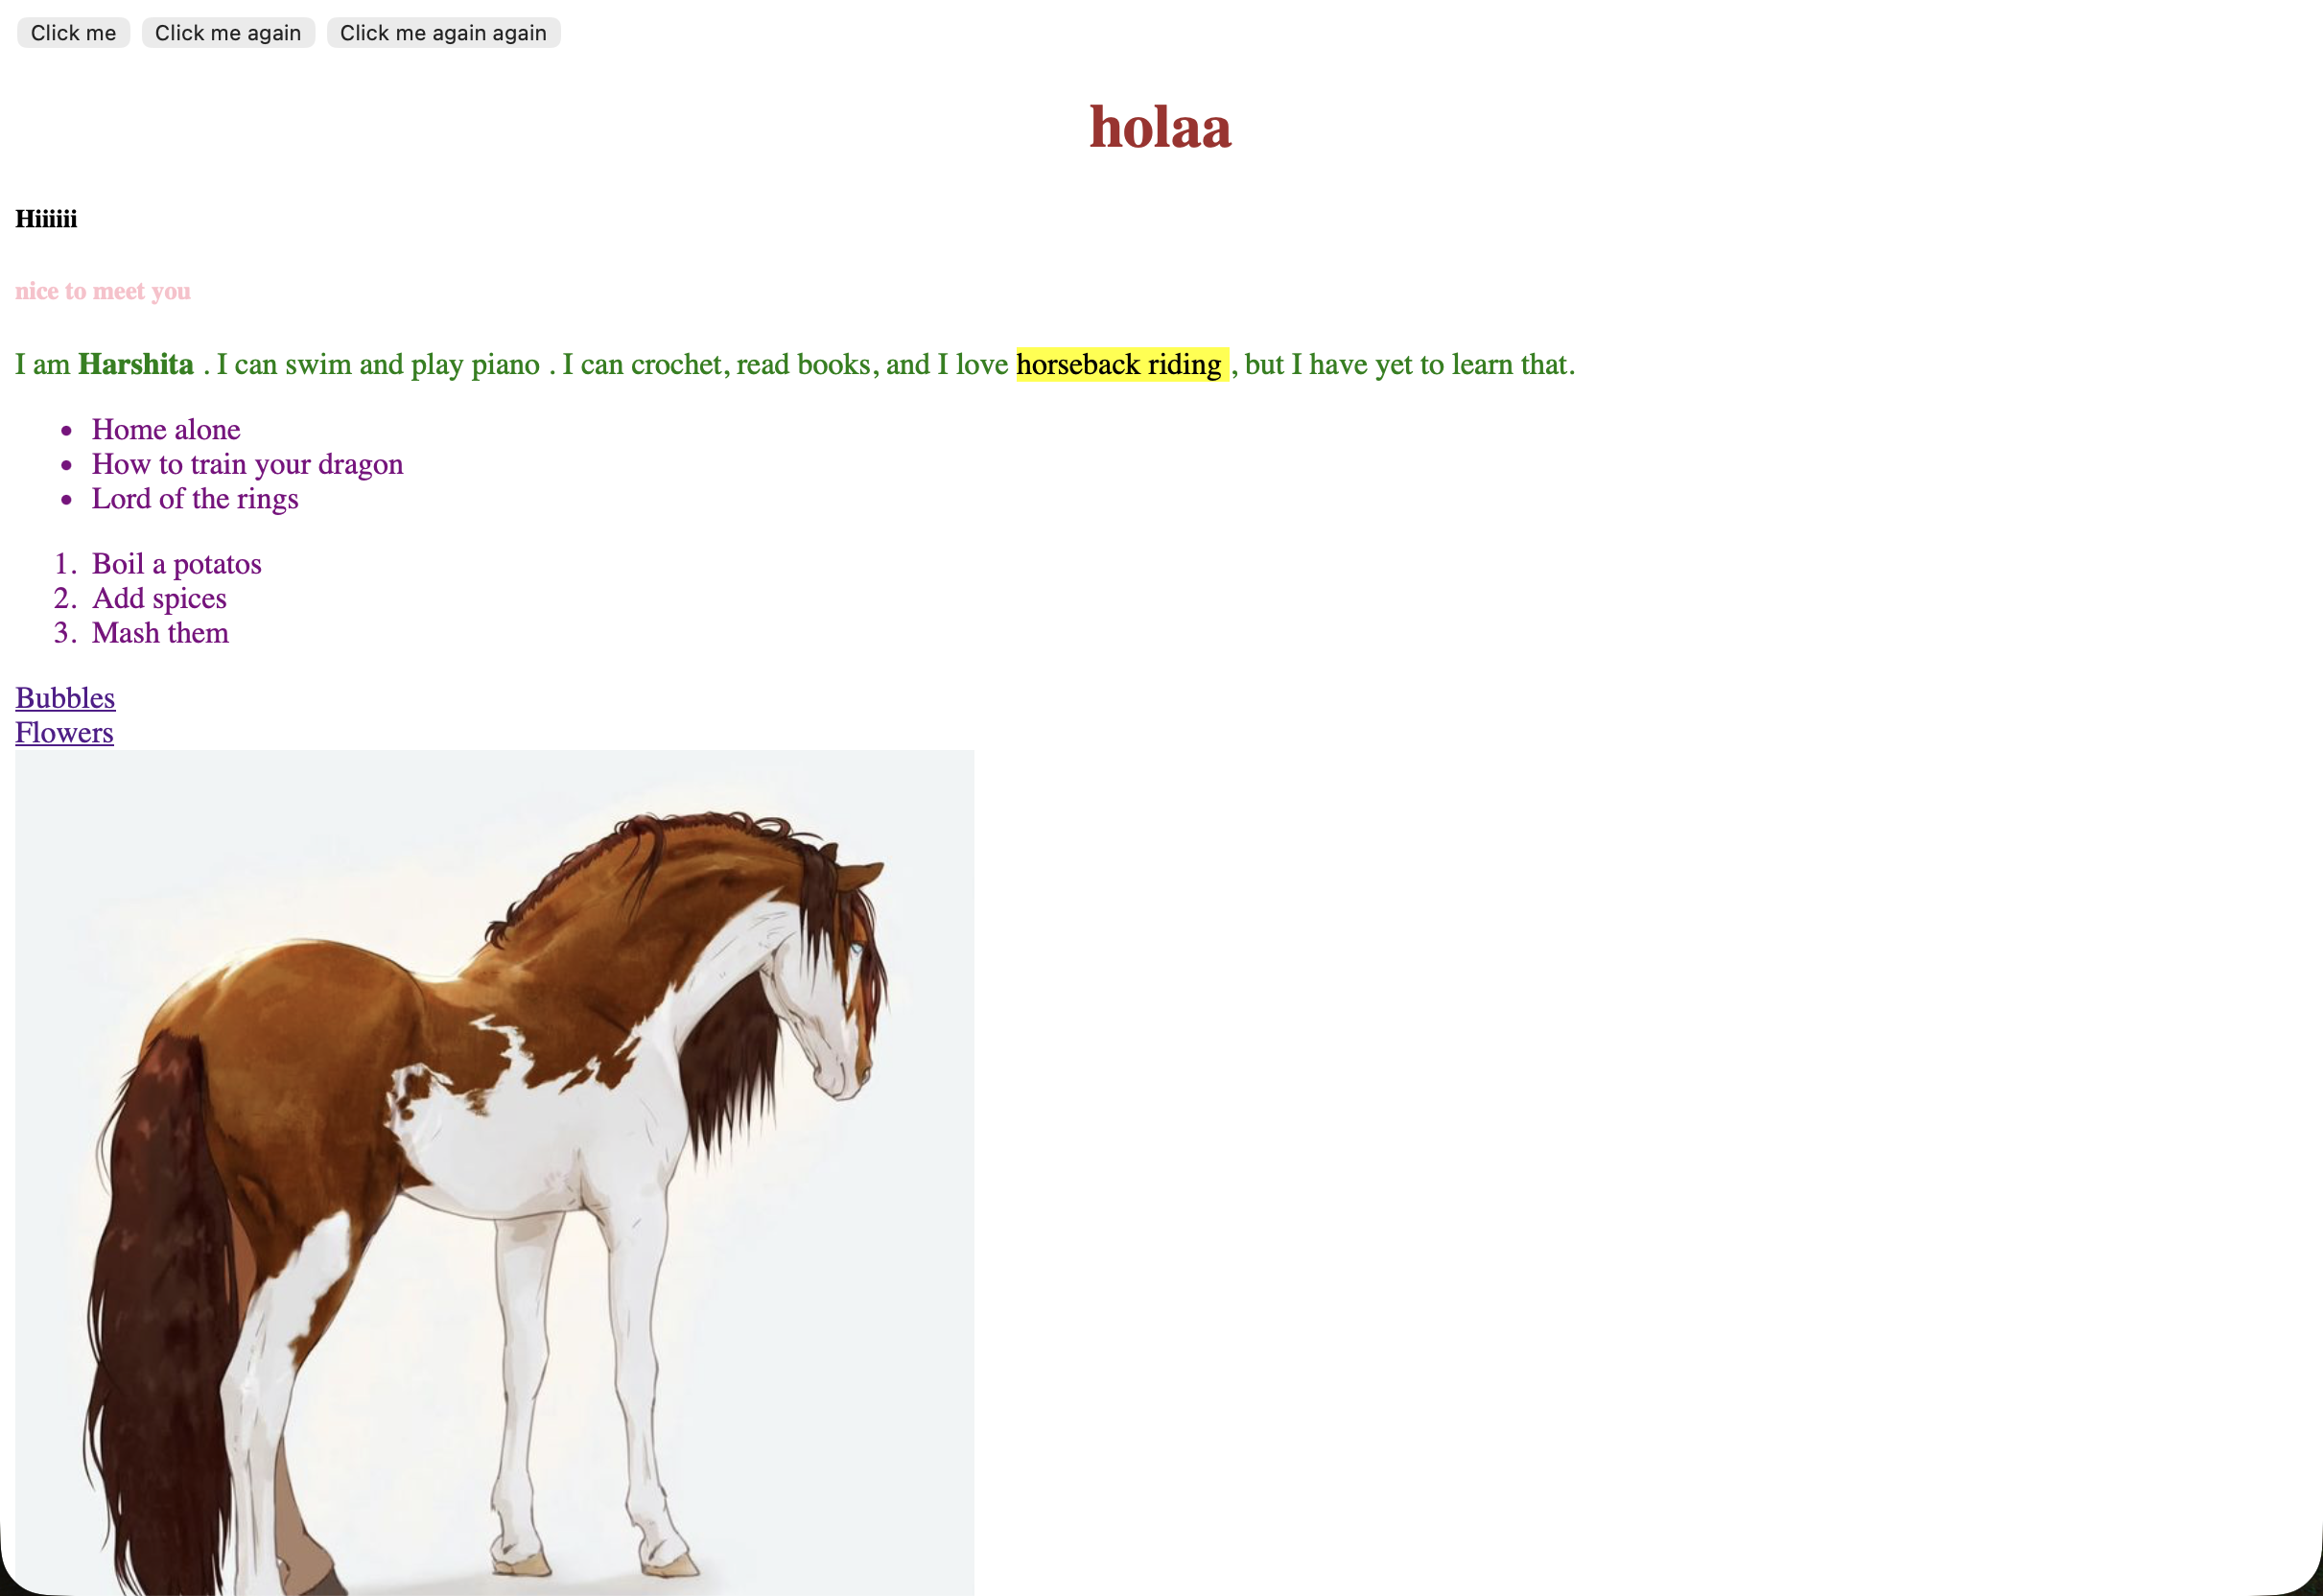 Click me Click me again Click me again again
holaa
Hiiiiii
nice to meet you
I am Harshita . I can swim and play piano . I can crochet, read books, and I love horseback riding , but I have yet to learn that.
• Home alone
• How to train your dragon
• Lord of the rings
1. Boil a potatos
2. Add spices
3. Mash them
Bubbles
Flowers